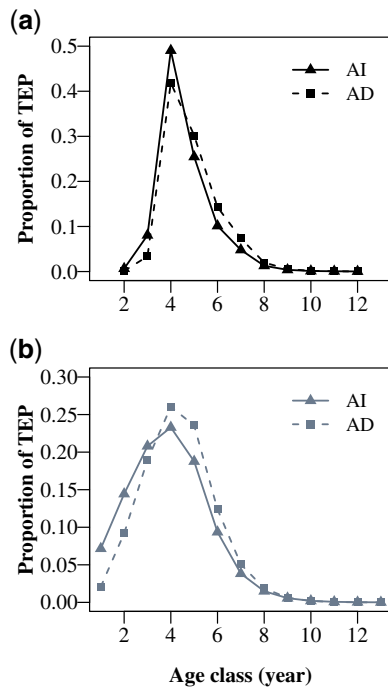 (a)
Proportion of TEP
0.5
0.4
0.3
0.2
0.1
0.0
AI
AD
2 4 6 8 10 12
(b)
Proportion of TEP
0.30
0.25
0.20
0.15
0.10
0.05
0.00
AI
AD
2 4 6 8 10 12
Age class (year)